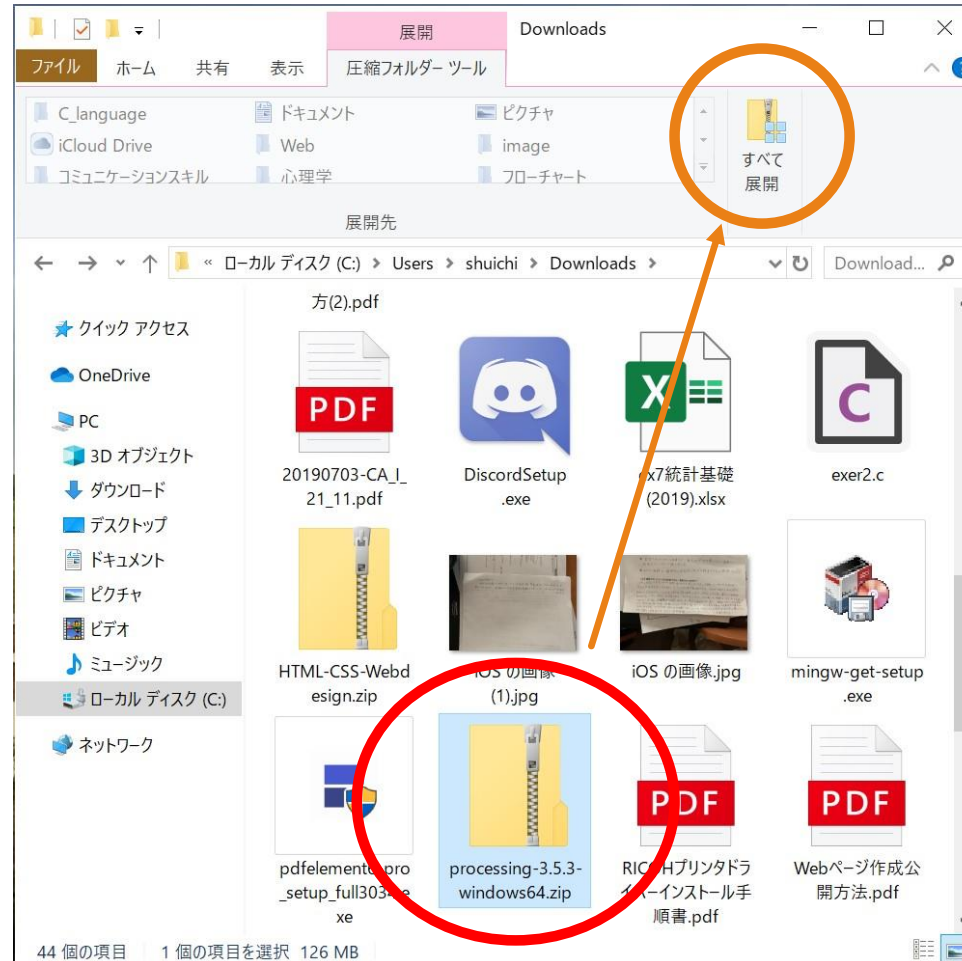 展開
Downloads
ファイル ホーム 共有 表示 圧縮フォルダー ツール
C_language ドキュメント ピクチャ
iCloud Drive Web image
コミュニケーションスキル 心理学 フローチャート
すべて
展開
展開先
« ローカル ディスク (C:) > Users > shuichi > Downloads >
Download...
方(2).pdf
クイック アクセス
OneDrive
PC
3D オブジェクト
ダウンロード
デスクトップ
ドキュメント
ピクチャ
ビデオ
ミュージック
ローカル ディスク (C:)
ネットワーク
PDF
20190703-CA_I_
21_11.pdf
DiscordSetup
.exe
X
ex7統計基礎
(2019).xlsx
C
exer2.c
HTML-CSS-Webd
esign.zip
iOS の画像
(1).jpg
iOS の画像.jpg
mingw-get-setup
.exe
pdfelement6-pro
_setup_full3034.e
xe
processing-3.5.3-
windows64.zip
PDF
RICOHプリンタドラ
イバーインストール手
順書.pdf
PDF
Webページ作成公
開方法.pdf
44 個の項目 1 個の項目を選択 126 MB